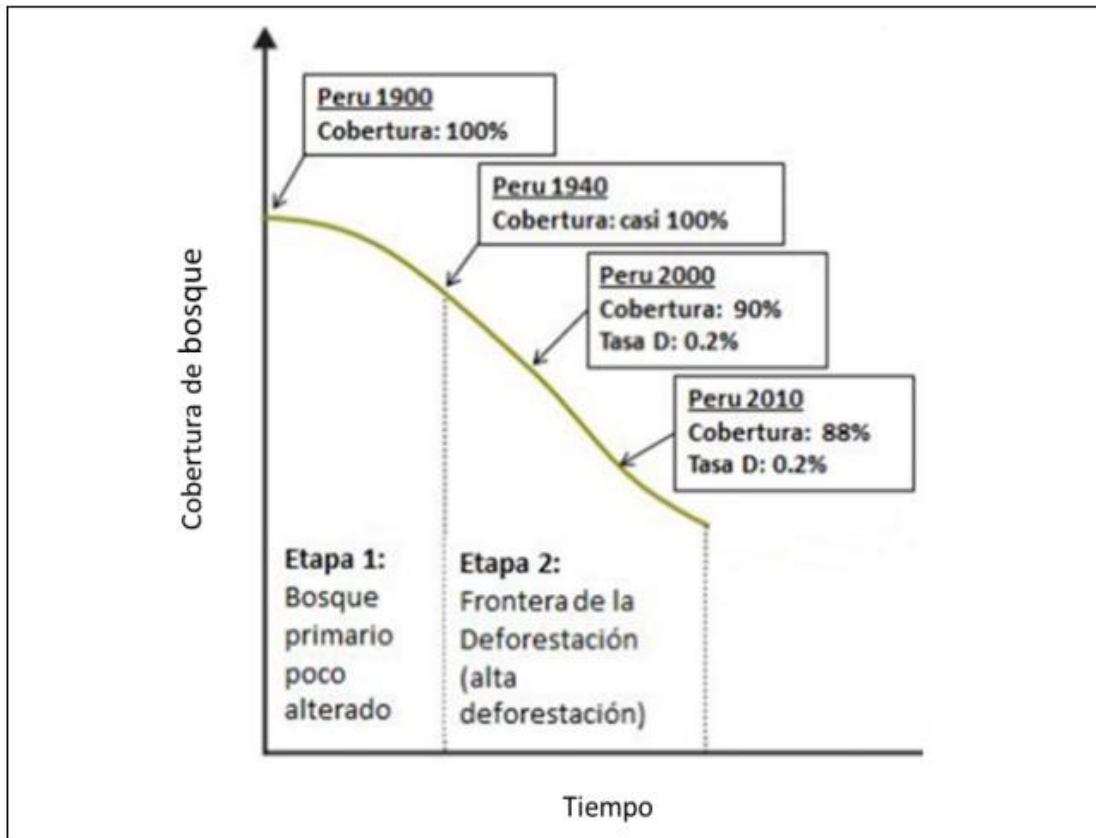 Peru 1900
Cobertura: 100%
Peru 1940
Cobertura: casi 100%
Peru 2000
Cobertura: 90%
Tasa D: 0.2%
Peru 2010
Cobertura: 88%
Tasa D: 0.2%
Cobertura de bosque
Etapa 1:
Bosque
primario
poco
alterado
Etapa 2:
Frontera de la
Deforestación
(alta
deforestación)
Tiempo